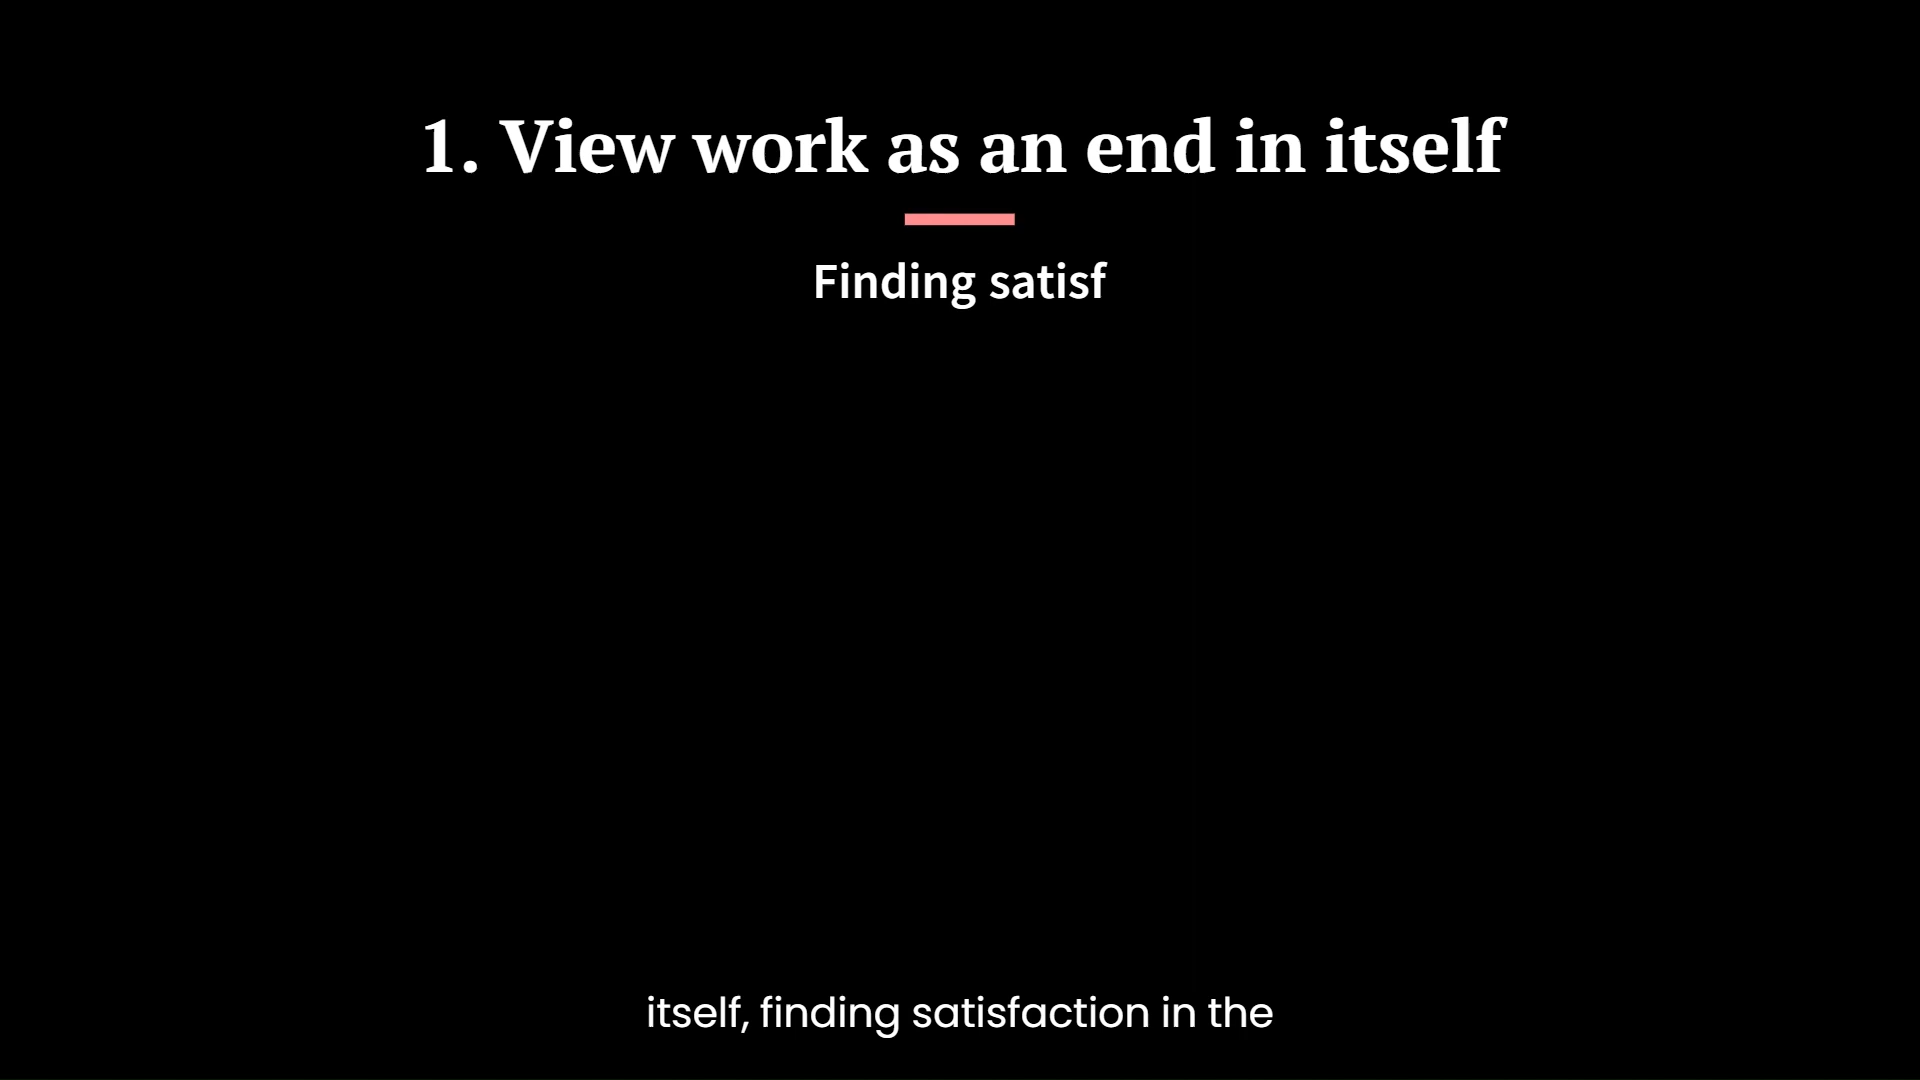 1. View work as an end in itself
Finding satisf
itself, finding satisfaction in the